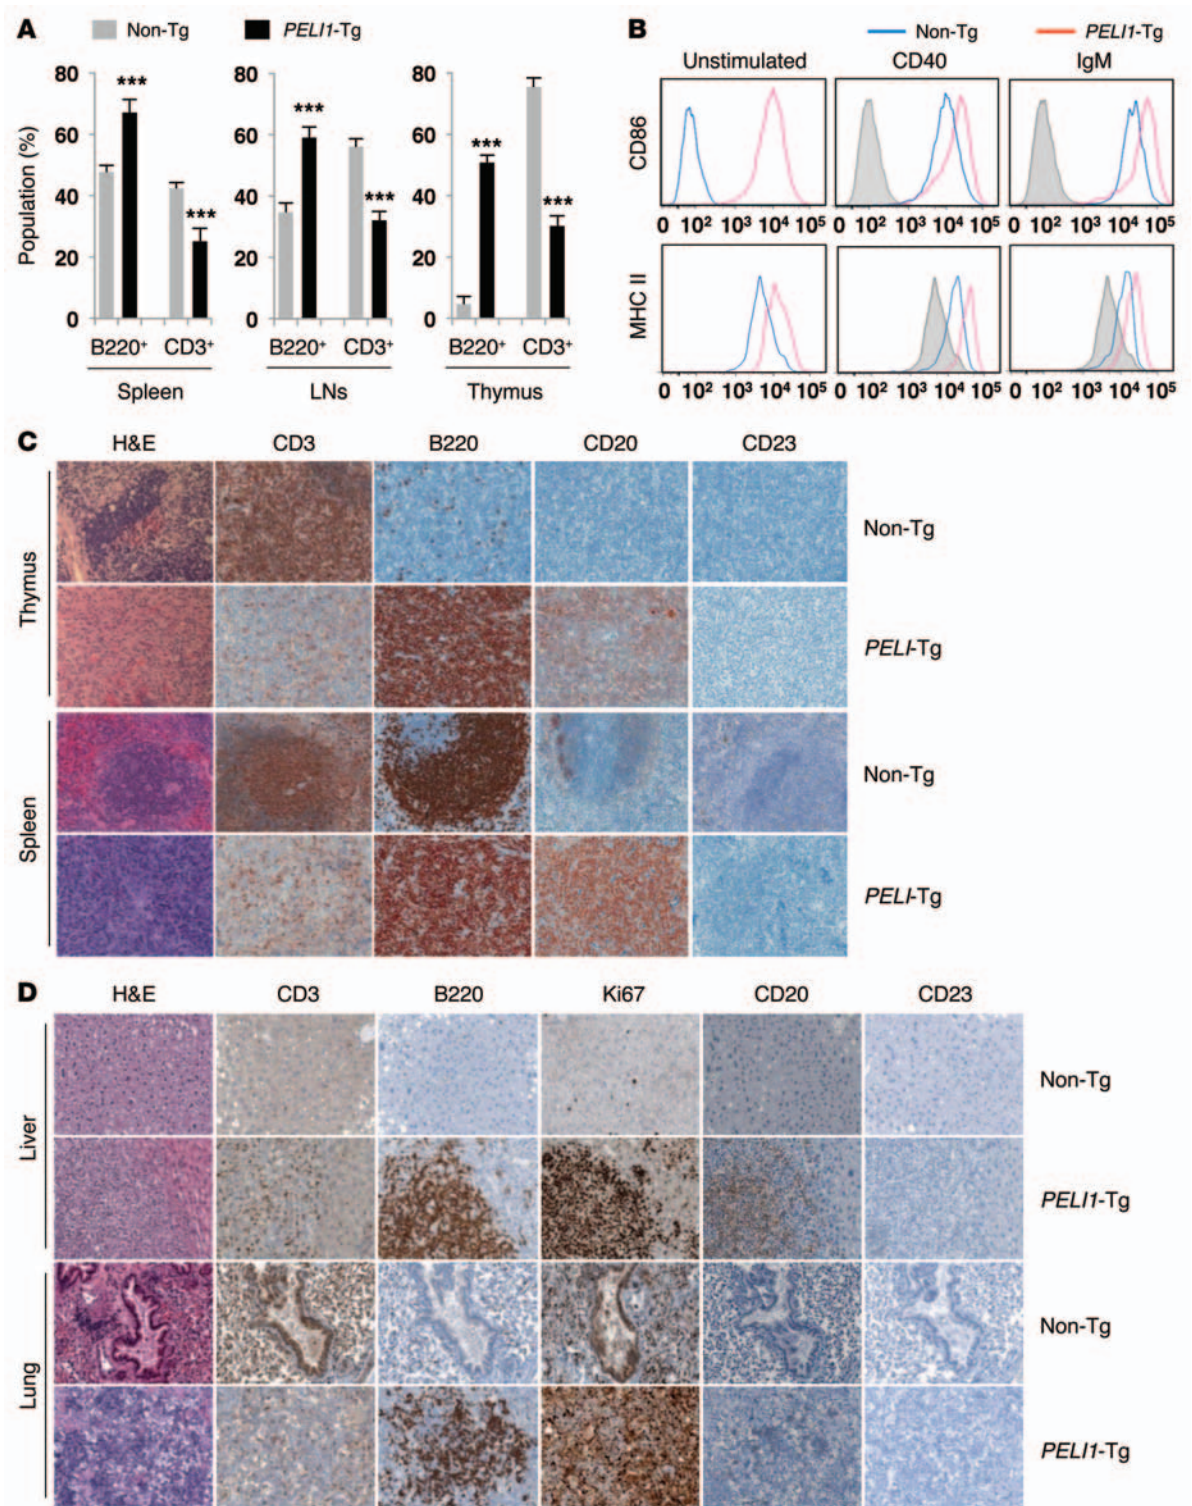 A Non-Tg PELI1-Tg
80 80 80
60 60 60
40 40 40
20 20 20
0 0 0
Population (%)
*** *** *** *** *** ***
B220+ CD3+ B220+ CD3+ B220+ CD3+
Spleen LNs Thymus
B Non-Tg PELI1-Tg
Unstimulated CD40 IgM
CD86
0 10² 10³ 10⁴ 10⁵ 0 10² 10³ 10⁴ 10⁵ 0 10² 10³ 10⁴ 10⁵
MHC II
0 10² 10³ 10⁴ 10⁵ 0 10² 10³ 10⁴ 10⁵ 0 10² 10³ 10⁴ 10⁵
C H&E CD3 B220 CD20 CD23
Thymus
Non-Tg
PELI-Tg
Spleen
Non-Tg
PELI-Tg
D H&E CD3 B220 Ki67 CD20 CD23
Liver
Non-Tg
PELI1-Tg
Lung
Non-Tg
PELI1-Tg